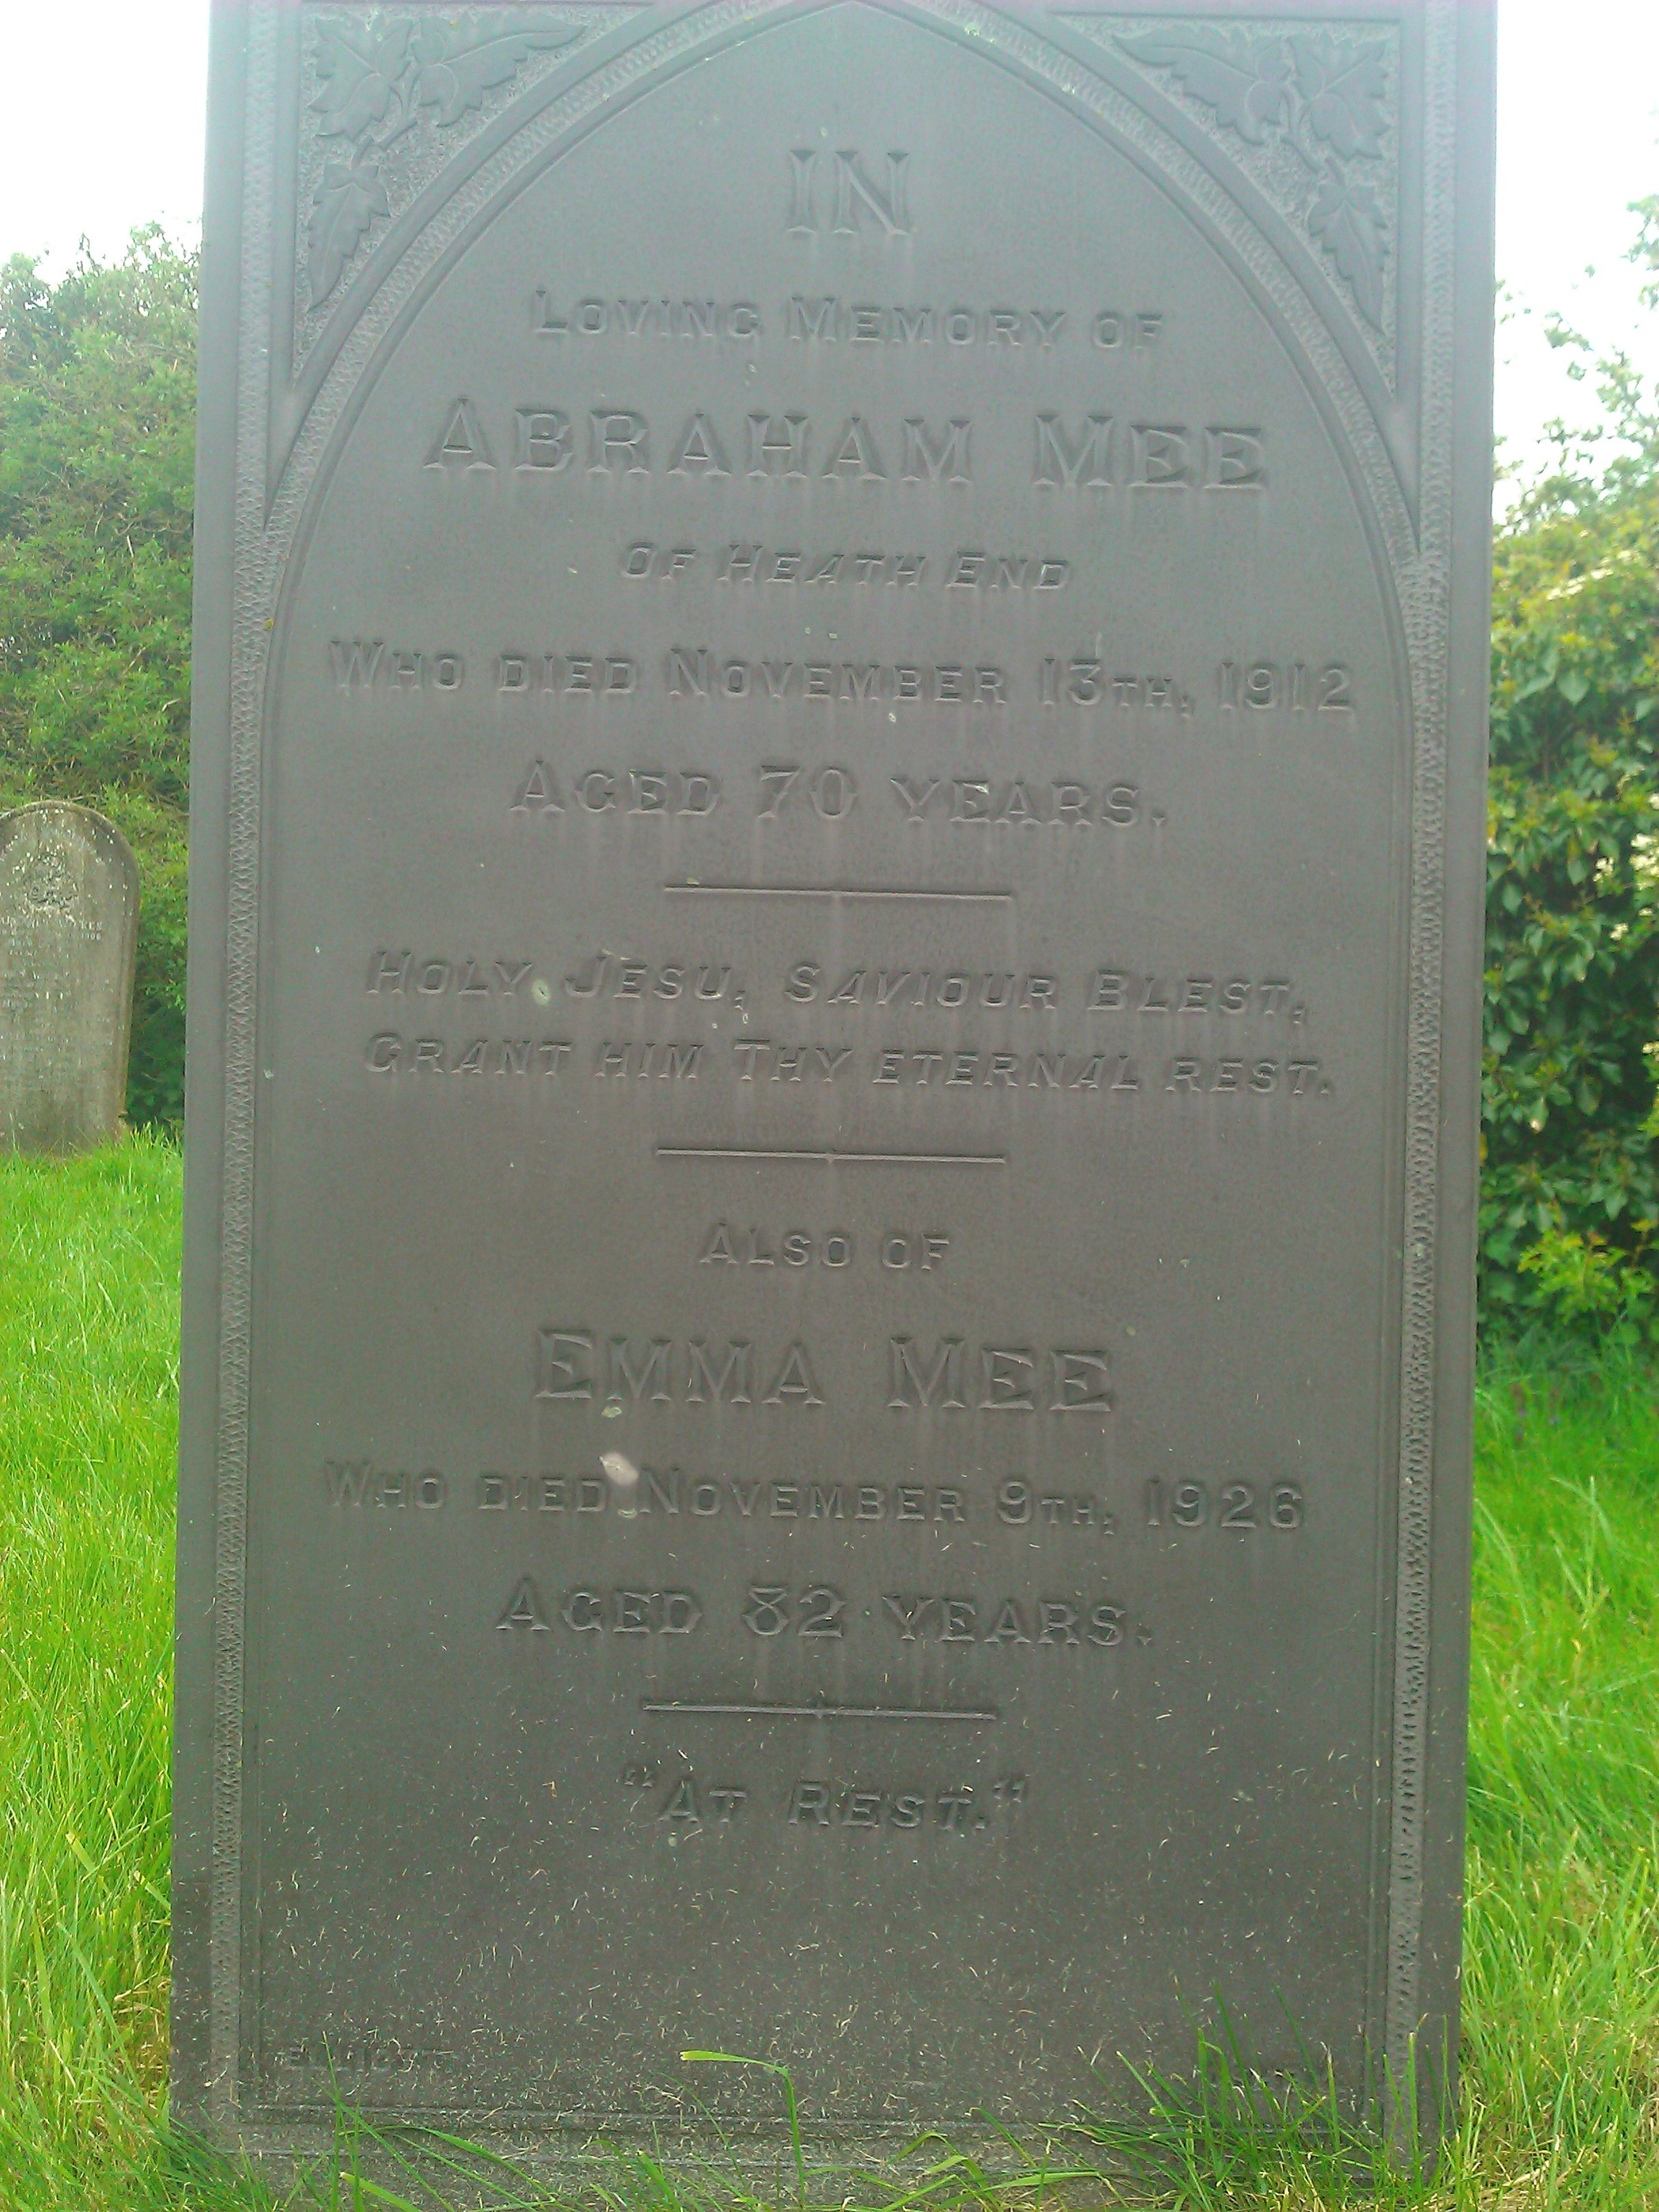 IN
LOVING MEMORY OF
ABRAHAM MEE
OF HEATH END
WHO DIED NOVEMBER 13TH, 1912
AGED 70 YEARS.
HOLY JESU, SAVIOUR BLEST,
GRANT HIM THY ETERNAL REST.
ALSO OF
EMMA MEE
WHO DIED NOVEMBER 9TH, 1926
AGED 82 YEARS.
"AT REST."